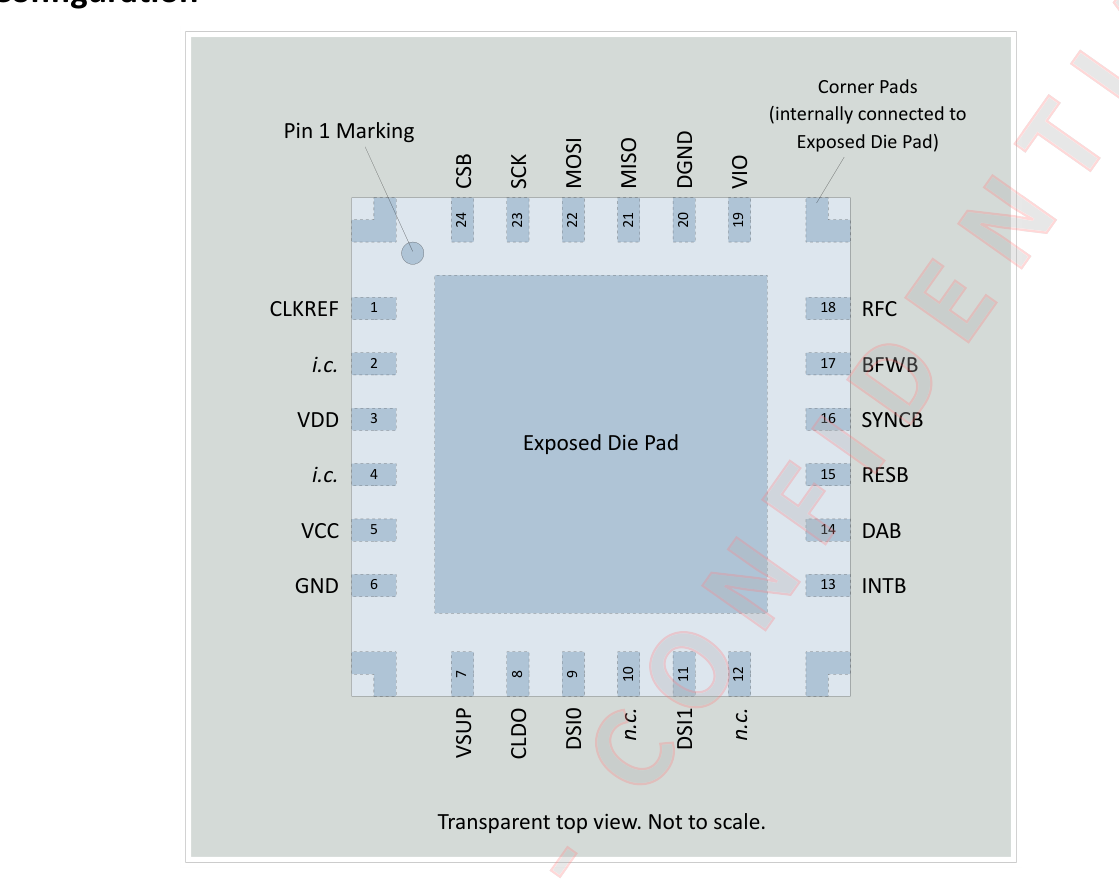 Configuration
Corner Pads
(internally connected to
Exposed Die Pad)
Pin 1 Marking
CSB
SCK
MOSI
MISO
DGND
VIO
24
23
22
21
20
19
CLKREF 1
i.c. 2
VDD 3
i.c. 4
VCC 5
GND 6
18 RFC
17 BFWB
16 SYNCB
15 RESB
14 DAB
13 INTB
Exposed Die Pad
7
8
9
10
11
12
VSUP
CLDO
DSI0
n.c.
DSI1
n.c.
Transparent top view. Not to scale.
- CONFIDENTI